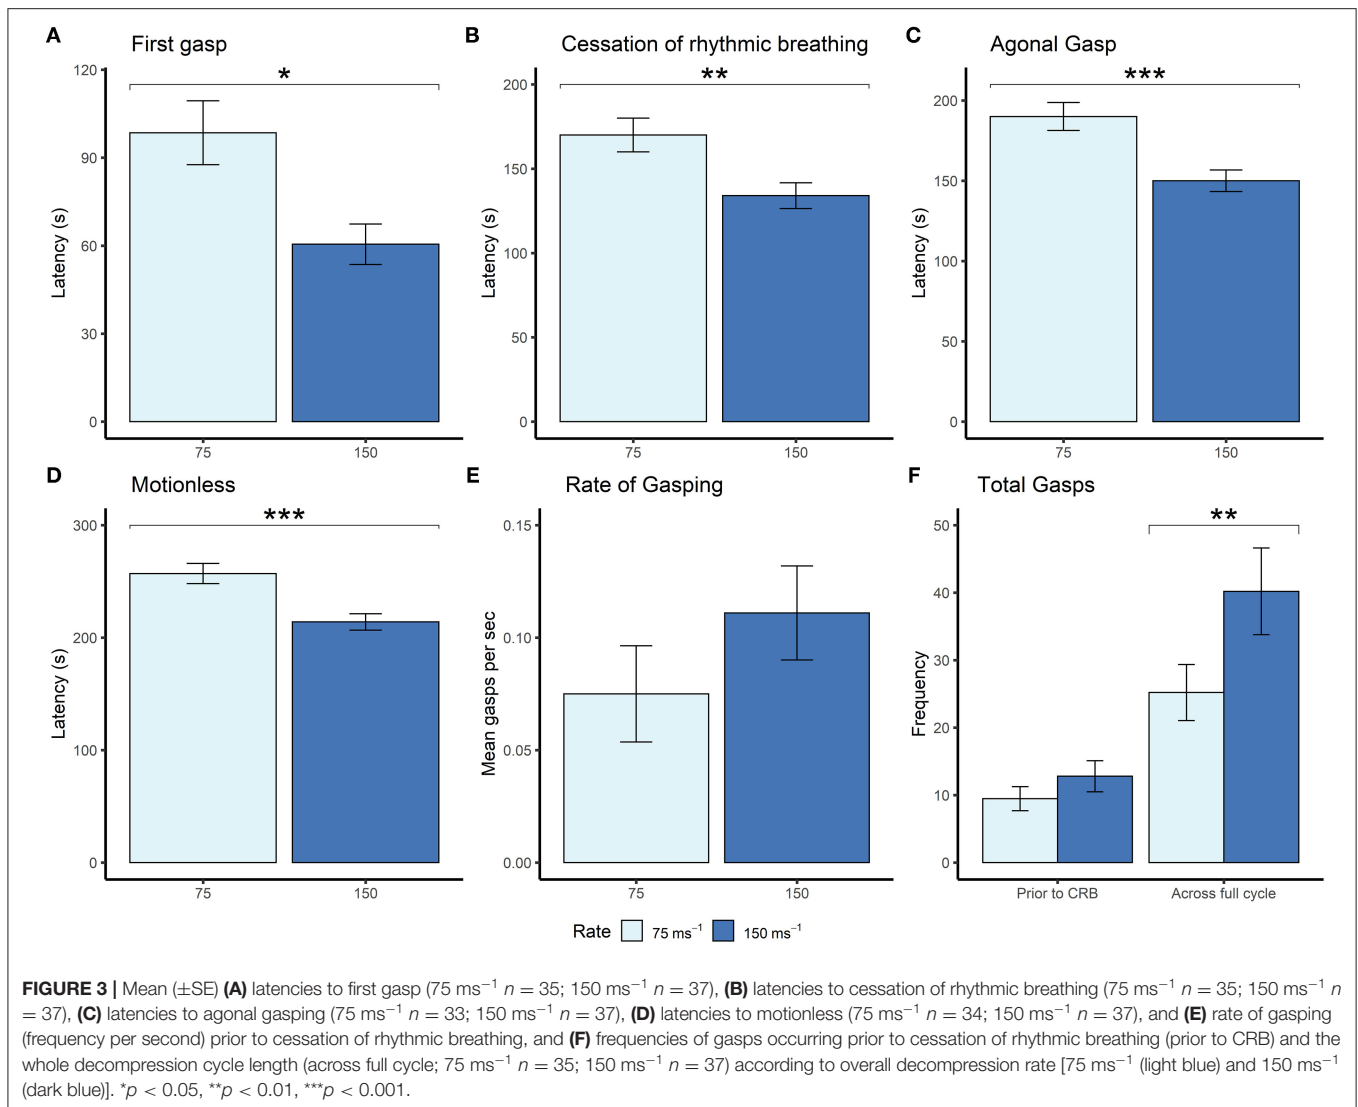 A First gasp
*
120
90
60
30
0
Latency (s)
75 150
B Cessation of rhythmic breathing
**
200
150
100
50
0
Latency (s)
75 150
C Agonal Gasp
***
200
150
100
50
0
Latency (s)
75 150
D Motionless
***
300
200
100
0
Latency (s)
75 150
E Rate of Gasping
0.15
0.10
0.05
0.00
Mean gasps per sec
75 150
F Total Gasps
**
50
40
30
20
10
0
Frequency
Prior to CRB Across full cycle
Rate 75 ms⁻¹ 150 ms⁻¹
FIGURE 3 | Mean (±SE) (A) latencies to first gasp (75 ms⁻¹ n = 35; 150 ms⁻¹ n = 37), (B) latencies to cessation of rhythmic breathing (75 ms⁻¹ n = 35; 150 ms⁻¹ n
= 37), (C) latencies to agonal gasping (75 ms⁻¹ n = 33; 150 ms⁻¹ n = 37), (D) latencies to motionless (75 ms⁻¹ n = 34; 150 ms⁻¹ n = 37), and (E) rate of gasping
(frequency per second) prior to cessation of rhythmic breathing, and (F) frequencies of gasps occurring prior to cessation of rhythmic breathing (prior to CRB) and the
whole decompression cycle length (across full cycle; 75 ms⁻¹ n = 35; 150 ms⁻¹ n = 37) according to overall decompression rate [75 ms⁻¹ (light blue) and 150 ms⁻¹
(dark blue)]. *p < 0.05, **p < 0.01, ***p < 0.001.